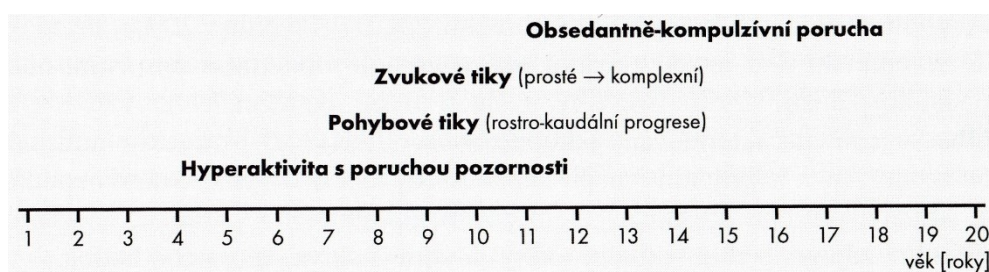 Obsedantně-kompulzívní porucha
Zvukové tiky (prosté → komplexní)
Pohybové tiky (rostro-kaudální progrese)
Hyperaktivita s poruchou pozornosti
1 2 3 4 5 6 7 8 9 10 11 12 13 14 15 16 17 18 19 20
věk [roky]